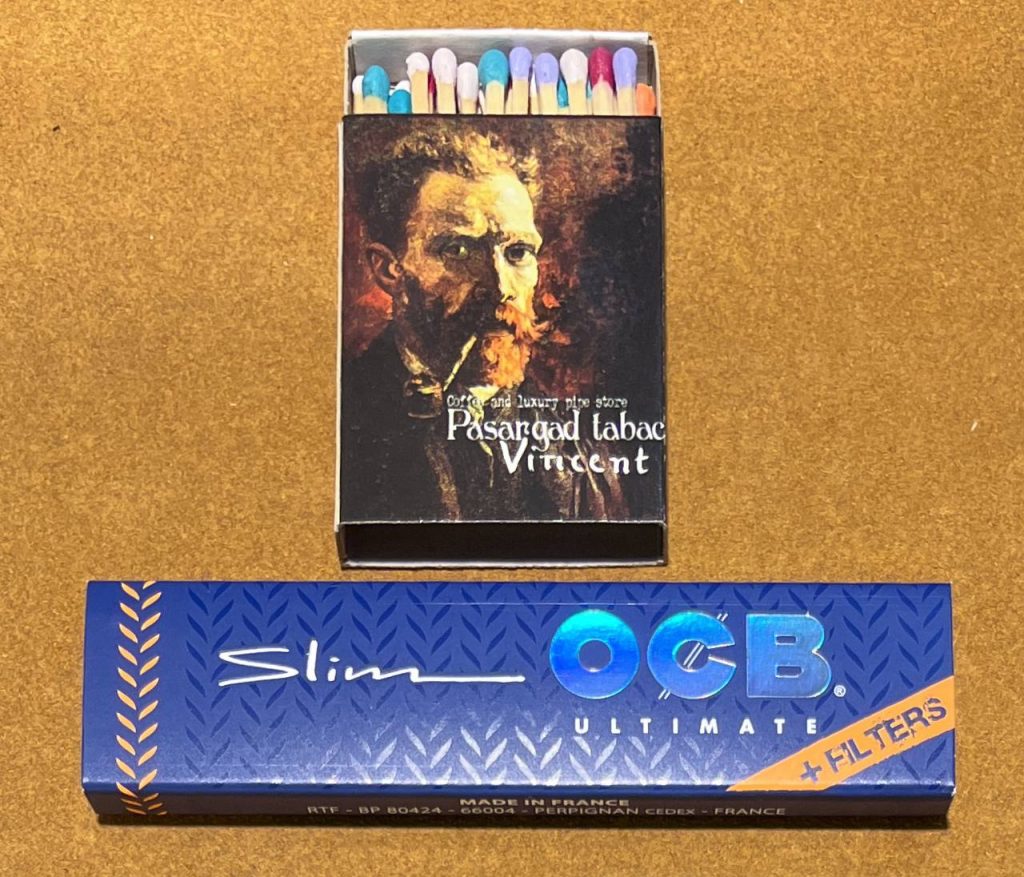 Coffee and luxury pipe store
Pasargad tabac
Vincent
Slim
OCB®
ULTIMATE
+ FILTERS
MADE IN FRANCE
RTF - BP 80424 - 66004 - PERPIGNAN CEDEX - FRANCE